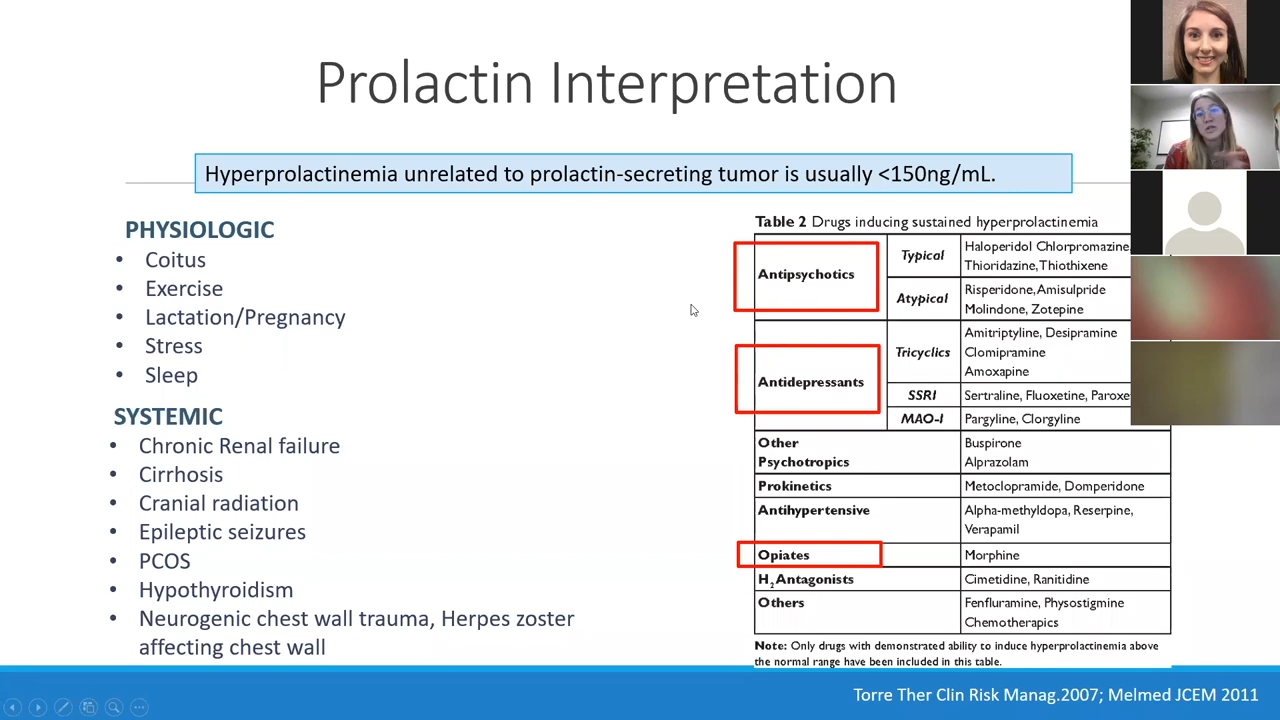 Prolactin Interpretation
Hyperprolactinemia unrelated to prolactin-secreting tumor is usually <150ng/mL.
PHYSIOLOGIC
• Coitus
• Exercise
• Lactation/Pregnancy
• Stress
• Sleep
SYSTEMIC
• Chronic Renal failure
• Cirrhosis
• Cranial radiation
• Epileptic seizures
• PCOS
• Hypothyroidism
• Neurogenic chest wall trauma, Herpes zoster
affecting chest wall
Table 2 Drugs inducing sustained hyperprolactinemia
Antipsychotics
Typical
Haloperidol Chlorpromazine,
Thioridazine, Thiothixene
Atypical
Risperidone, Amisulpride
Molindone, Zotepine
Antidepressants
Tricyclics
Amitriptyline, Desipramine
Clomipramine
Amoxapine
SSRI
Sertraline, Fluoxetine,
MAO-I
Pargyline, Clorgyline
Other
Psychotropics
Buspirone
Alprazolam
Prokinetics
Metoclopramide, Domperidone
Antihypertensive
Alpha-methyldopa, Reserpine,
Verapamil
Opiates
Morphine
H2 Antagonists
Cimetidine, Ranitidine
Others
Fenfluramine, Physostigmine
Chemotherapics
Note: Only drugs with demonstrated ability to induce hyperprolactinemia above
the normal range have been included in this table.
Torre Ther Clin Risk Manag.2007; Melmed JCEM 2011